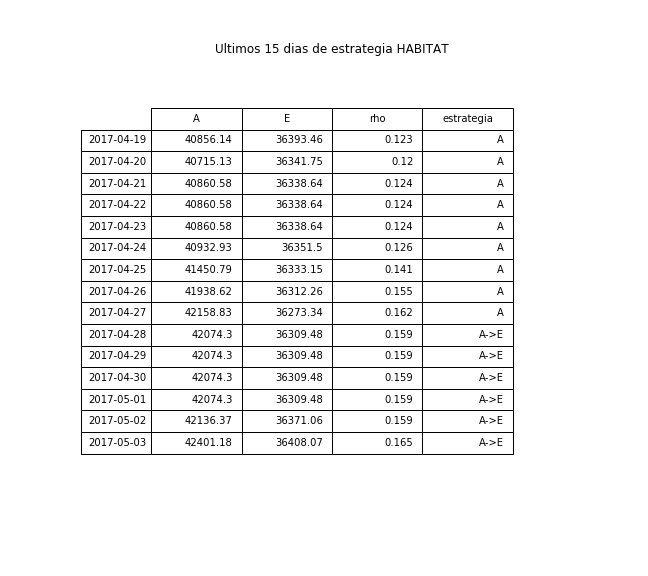 Ultimos 15 dias de estrategia HABITAT
A E rho estrategia
2017-04-19 40856.14 36393.46 0.123 A
2017-04-20 40715.13 36341.75 0.12 A
2017-04-21 40860.58 36338.64 0.124 A
2017-04-22 40860.58 36338.64 0.124 A
2017-04-23 40860.58 36338.64 0.124 A
2017-04-24 40932.93 36351.5 0.126 A
2017-04-25 41450.79 36333.15 0.141 A
2017-04-26 41938.62 36312.26 0.155 A
2017-04-27 42158.83 36273.34 0.162 A
2017-04-28 42074.3 36309.48 0.159 A->E
2017-04-29 42074.3 36309.48 0.159 A->E
2017-04-30 42074.3 36309.48 0.159 A->E
2017-05-01 42074.3 36309.48 0.159 A->E
2017-05-02 42136.37 36371.06 0.159 A->E
2017-05-03 42401.18 36408.07 0.165 A->E